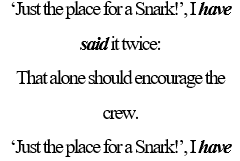 ‘Just the place for a Snark!’, I have
said it twice:
That alone should encourage the
crew.
‘Just the place for a Snark!’, I have